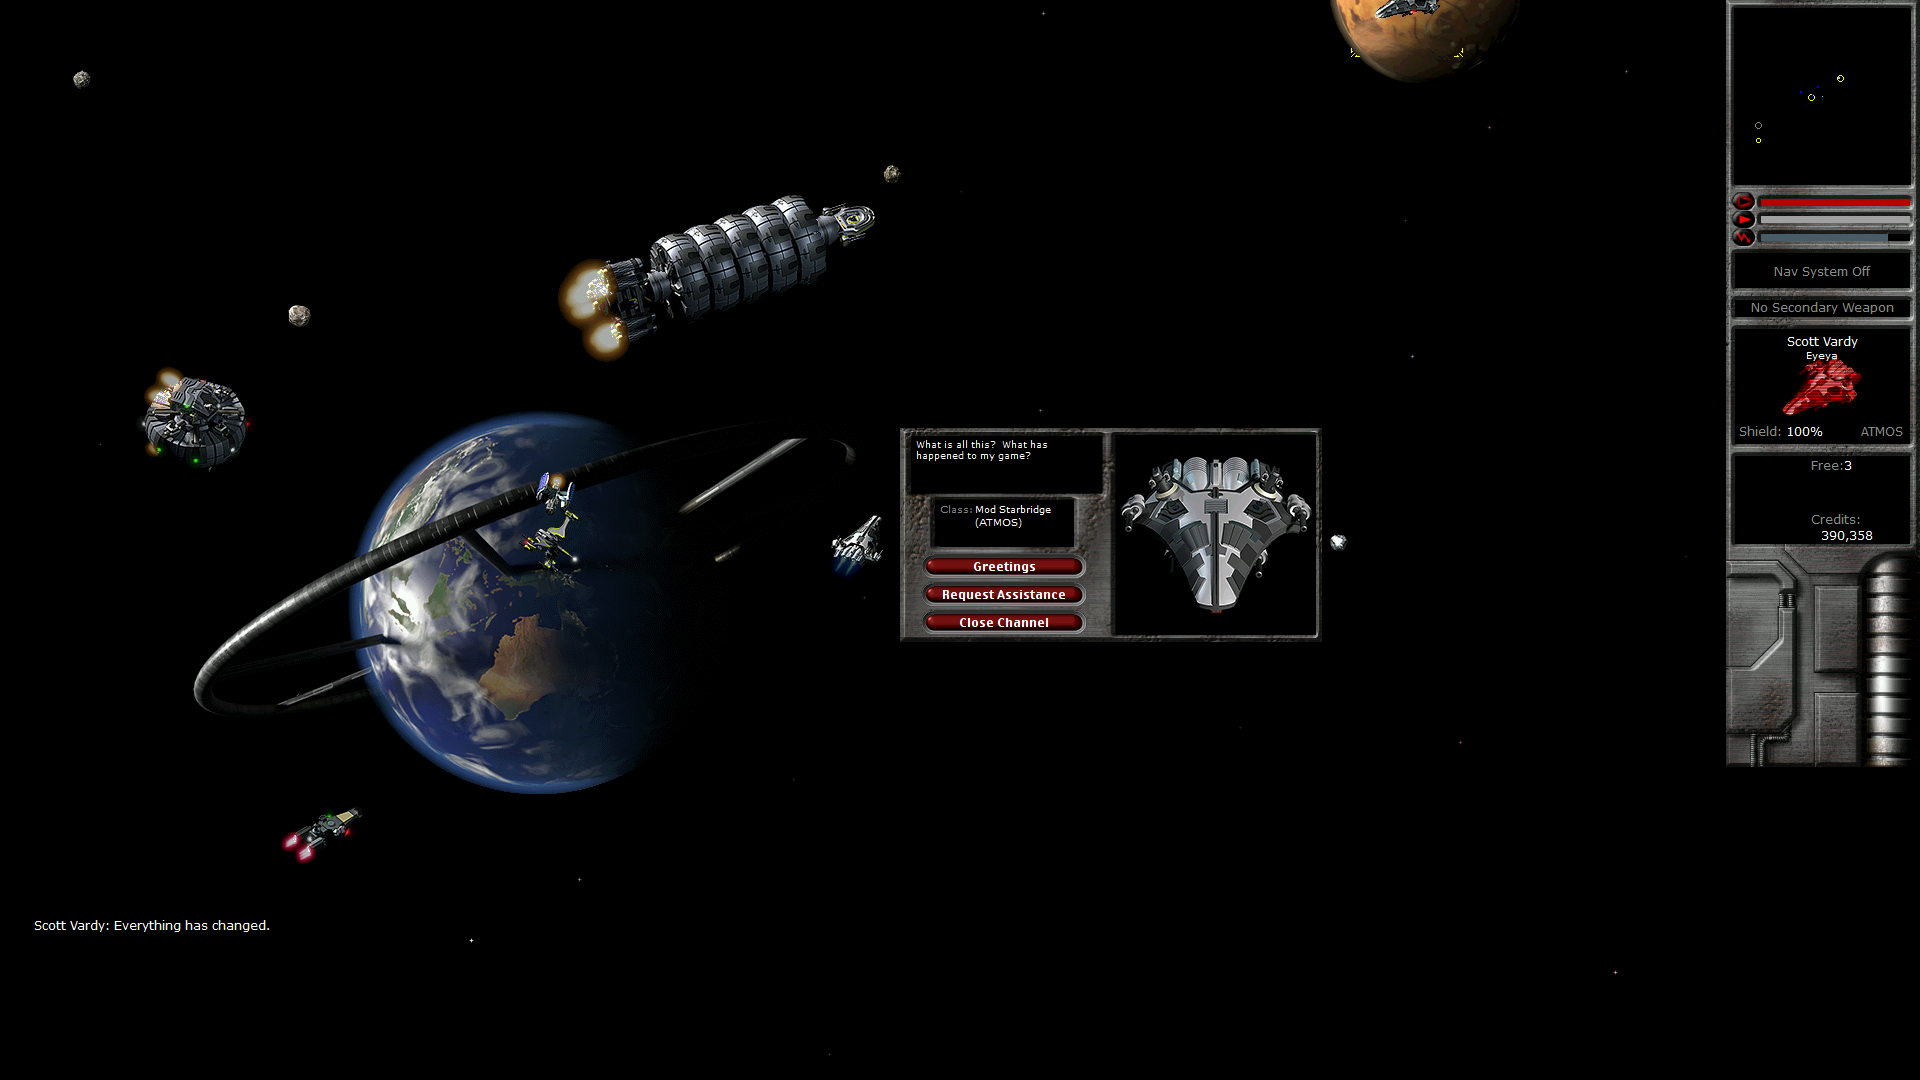 What is all this?  What has
happened to my game?
Class: Mod Starbridge
(ATMOS)
Greetings
Request Assistance
Close Channel
Nav System Off
No Secondary Weapon
Scott Vardy
Eyeya
Shield: 100% ATMOS
Free:3
Credits:
390,358
Scott Vardy: Everything has changed.